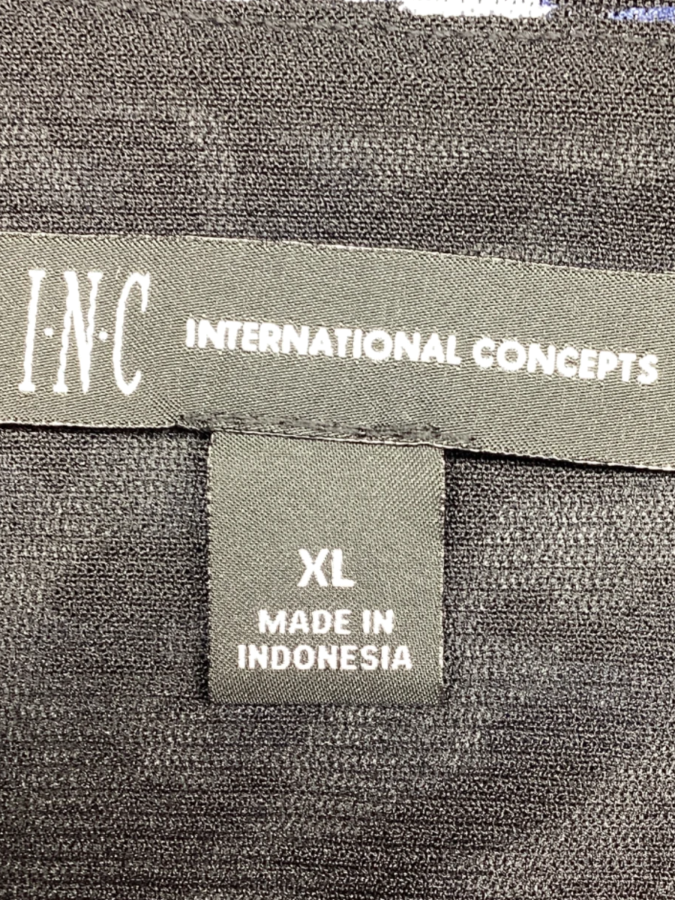 I·N·C INTERNATIONAL CONCEPTS
XL
MADE IN
INDONESIA